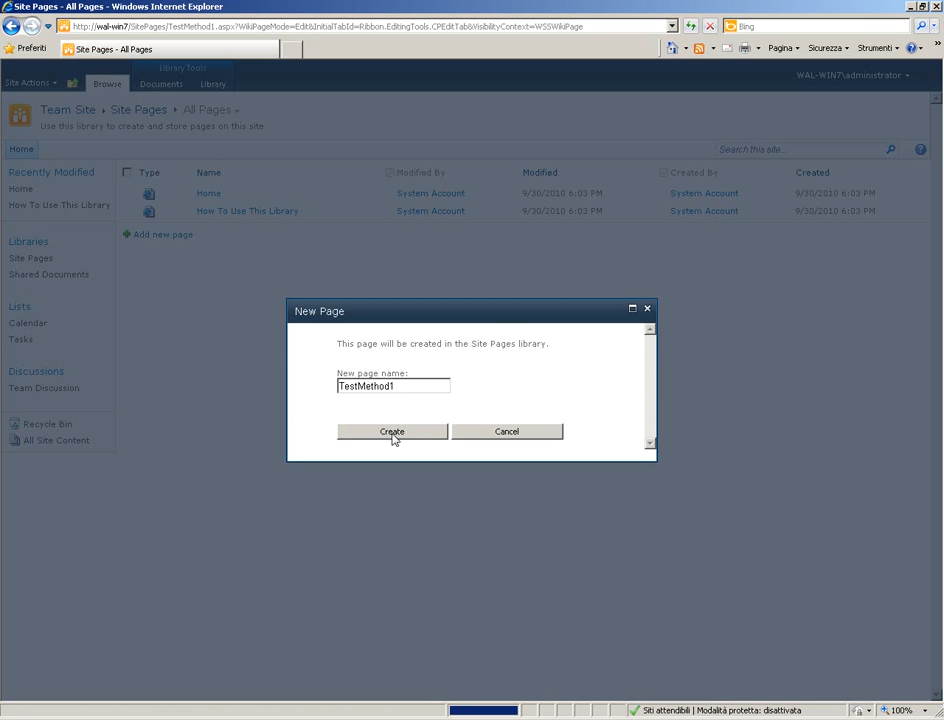 Site Pages - All Pages - Windows Internet Explorer
http://wal-win7/SitePages/TestMethod1.aspx?WikiPageMode=Edit&InitialTabId=Ribbon.EditingTools.CPEditTab&VisibilityContext=WSSWikiPage
Bing
Preferiti
Site Pages - All Pages
Pagina
Sicurezza
Strumenti
»
Library Tools
Site Actions
Browse
Documents
Library
WAL-WIN7\administrator
Team Site
Site Pages
All Pages
Use this library to create and store pages on this site.
Home
Search this site...
Recently Modified
Home
How To Use This Library
Libraries
Site Pages
Shared Documents
Lists
Calendar
Tasks
Discussions
Team Discussion
Recycle Bin
All Site Content
Type Name Modified By Modified Created By Created
Home System Account 9/30/2010 6:03 PM System Account 9/30/2010 6:03 PM
How To Use This Library System Account 9/30/2010 6:03 PM System Account 9/30/2010 6:03 PM
Add new page
New Page
This page will be created in the Site Pages library.
New page name:
TestMethod1
Create
Cancel
Siti attendibili | Modalità protetta: disattivata
100%